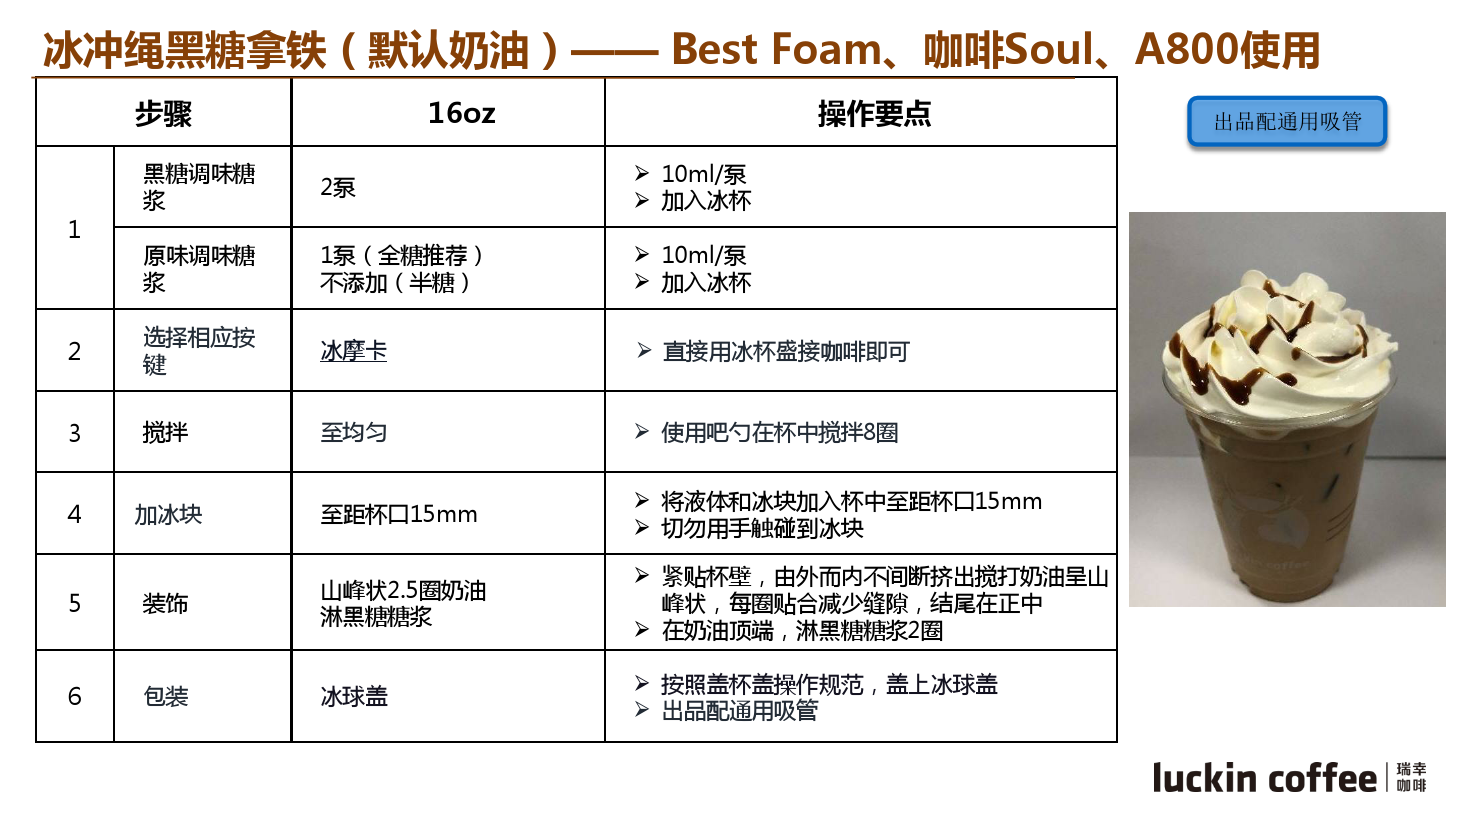 冰冲绳黑糖拿铁（默认奶油）—— Best Foam、咖啡Soul、A800使用
步骤 16oz 操作要点
出品配通用吸管
1
黑糖调味糖
浆
2泵
➢ 10ml/泵
➢ 加入冰杯
原味调味糖
浆
1泵（全糖推荐）
不添加（半糖）
➢ 10ml/泵
➢ 加入冰杯
2
选择相应按
键
冰摩卡
➢ 直接用冰杯盛接咖啡即可
3
搅拌
至均匀
➢ 使用吧勺在杯中搅拌8圈
4
加冰块
至距杯口15mm
➢ 将液体和冰块加入杯中至距杯口15mm
➢ 切勿用手触碰到冰块
5
装饰
山峰状2.5圈奶油
淋黑糖糖浆
➢ 紧贴杯壁，由外而内不间断挤出搅打奶油呈山
峰状，每圈贴合减少缝隙，结尾在正中
➢ 在奶油顶端，淋黑糖糖浆2圈
6
包装
冰球盖
➢ 按照盖杯盖操作规范，盖上冰球盖
➢ 出品配通用吸管
luckin coffee
瑞幸
咖啡